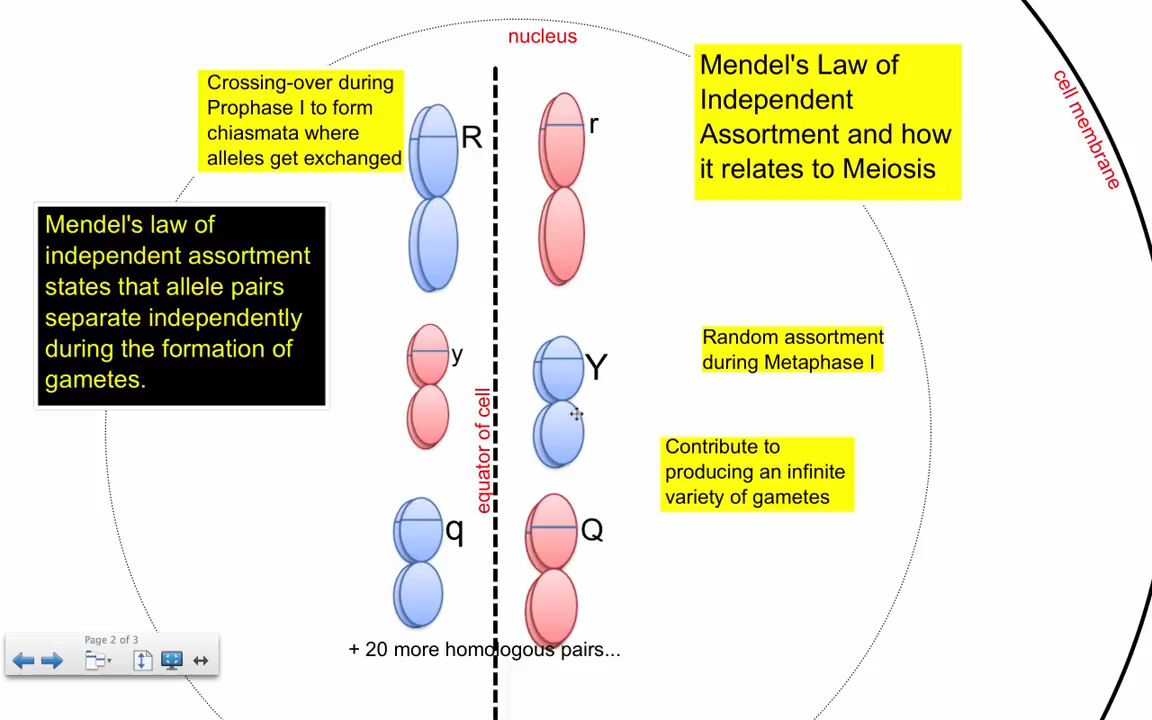 nucleus
Crossing-over during
Prophase I to form
chiasmata where
alleles get exchanged
R
r
Mendel's Law of
Independent
Assortment and how
it relates to Meiosis
cell membrane
Mendel's law of
independent assortment
states that allele pairs
separate independently
during the formation of
gametes.
y
Y
Random assortment
during Metaphase I
equator of cell
Contribute to
producing an infinite
variety of gametes
q
Q
+ 20 more homologous pairs...
Page 2 of 3